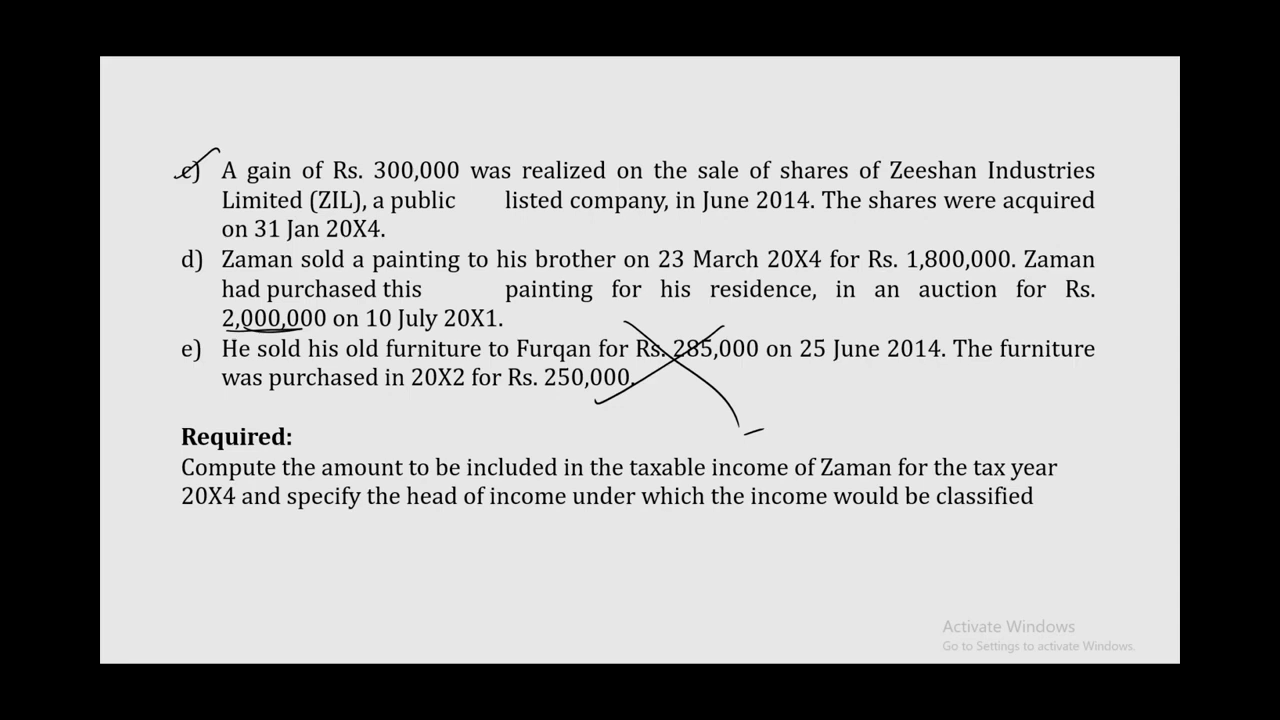 c) A gain of Rs. 300,000 was realized on the sale of shares of Zeeshan Industries
Limited (ZIL), a public listed company, in June 2014. The shares were acquired
on 31 Jan 20X4.
d) Zaman sold a painting to his brother on 23 March 20X4 for Rs. 1,800,000. Zaman
had purchased this painting for his residence, in an auction for Rs.
2,000,000 on 10 July 20X1.
e) He sold his old furniture to Furqan for Rs. 285,000 on 25 June 2014. The furniture
was purchased in 20X2 for Rs. 250,000.
Required:
Compute the amount to be included in the taxable income of Zaman for the tax year
20X4 and specify the head of income under which the income would be classified
Activate Windows
Go to Settings to activate Windows.